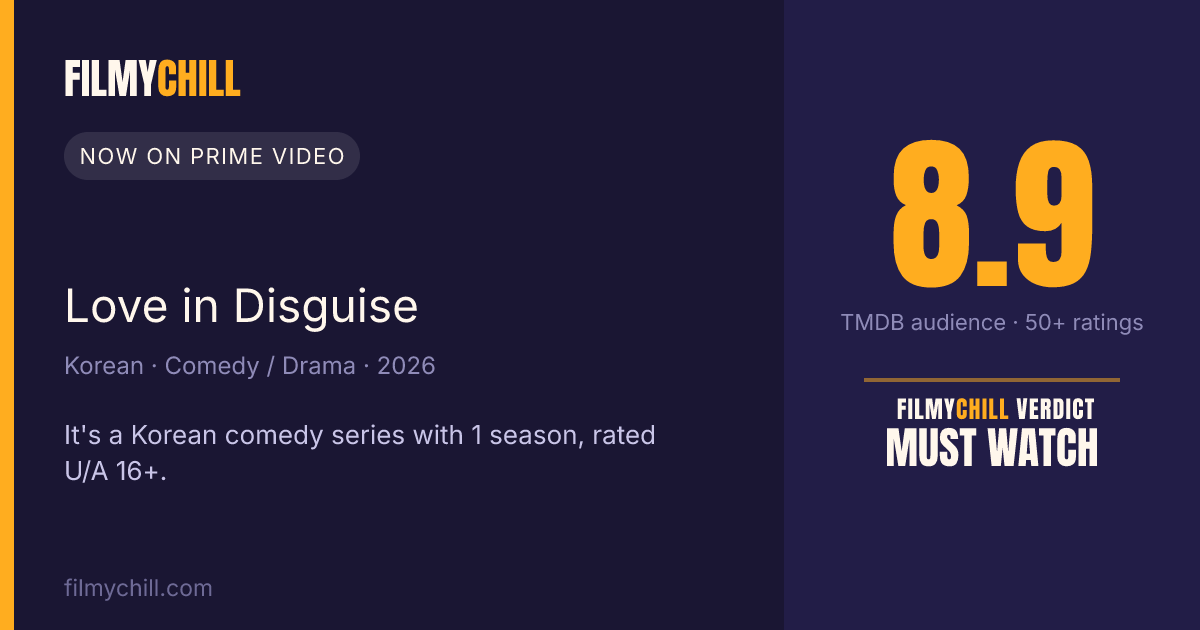 FILMYCHILL
NOW ON PRIME VIDEO
Love in Disguise
Korean · Comedy / Drama · 2026
It's a Korean comedy series with 1 season, rated
U/A 16+.
filmychill.com
8.9
TMDB audience · 50+ ratings
FILMYCHILL VERDICT
MUST WATCH